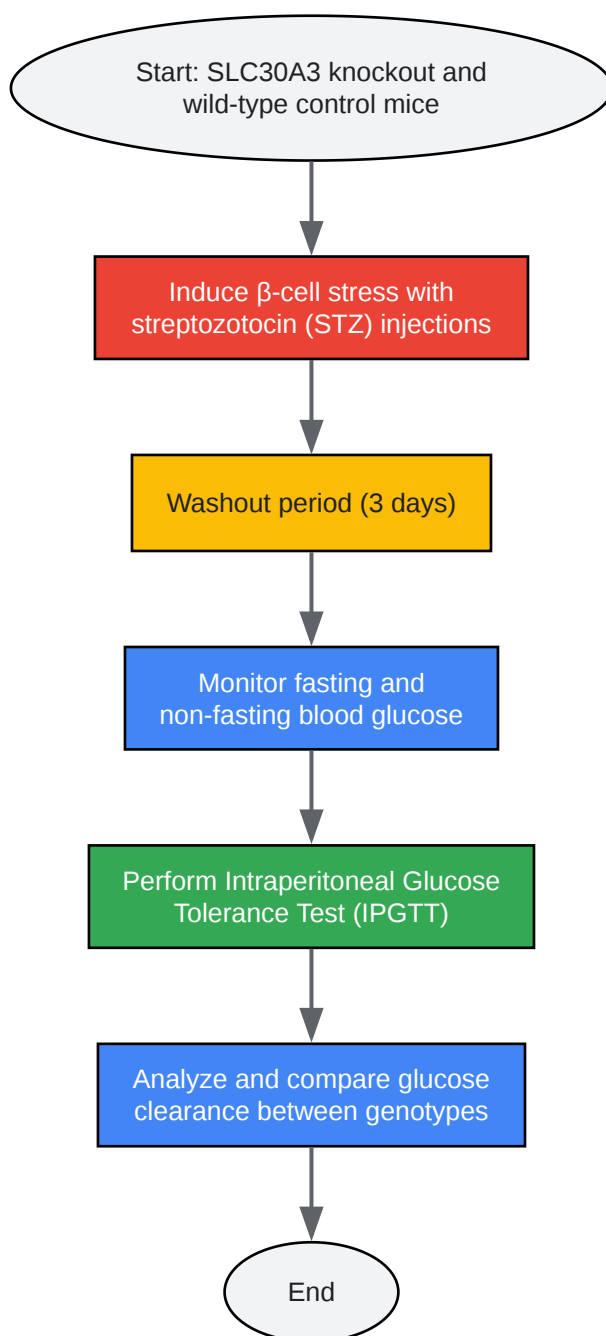 Start: SLC30A3 knockout and
wild-type control mice
Induce β-cell stress with
streptozotocin (STZ) injections
Washout period (3 days)
Monitor fasting and
non-fasting blood glucose
Perform Intraperitoneal Glucose
Tolerance Test (IPGTT)
Analyze and compare glucose
clearance between genotypes
End